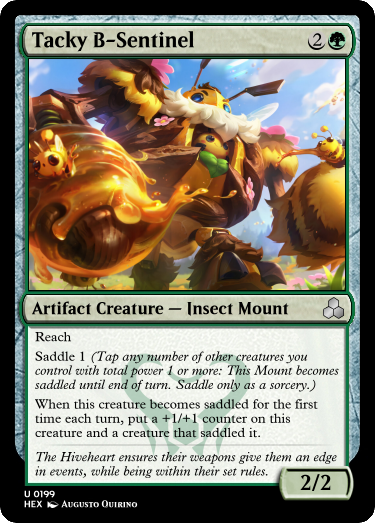 Tacky B-Sentinel 2
Artifact Creature — Insect Mount
Reach
Saddle 1 (Tap any number of other creatures you
control with total power 1 or more: This Mount becomes
saddled until end of turn. Saddle only as a sorcery.)
When this creature becomes saddled for the first
time each turn, put a +1/+1 counter on this
creature and a creature that saddled it.
The Hiveheart ensures their weapons give them an edge
in events, while being within their set rules.
2/2
U 0199
HEX Augusto Quirino